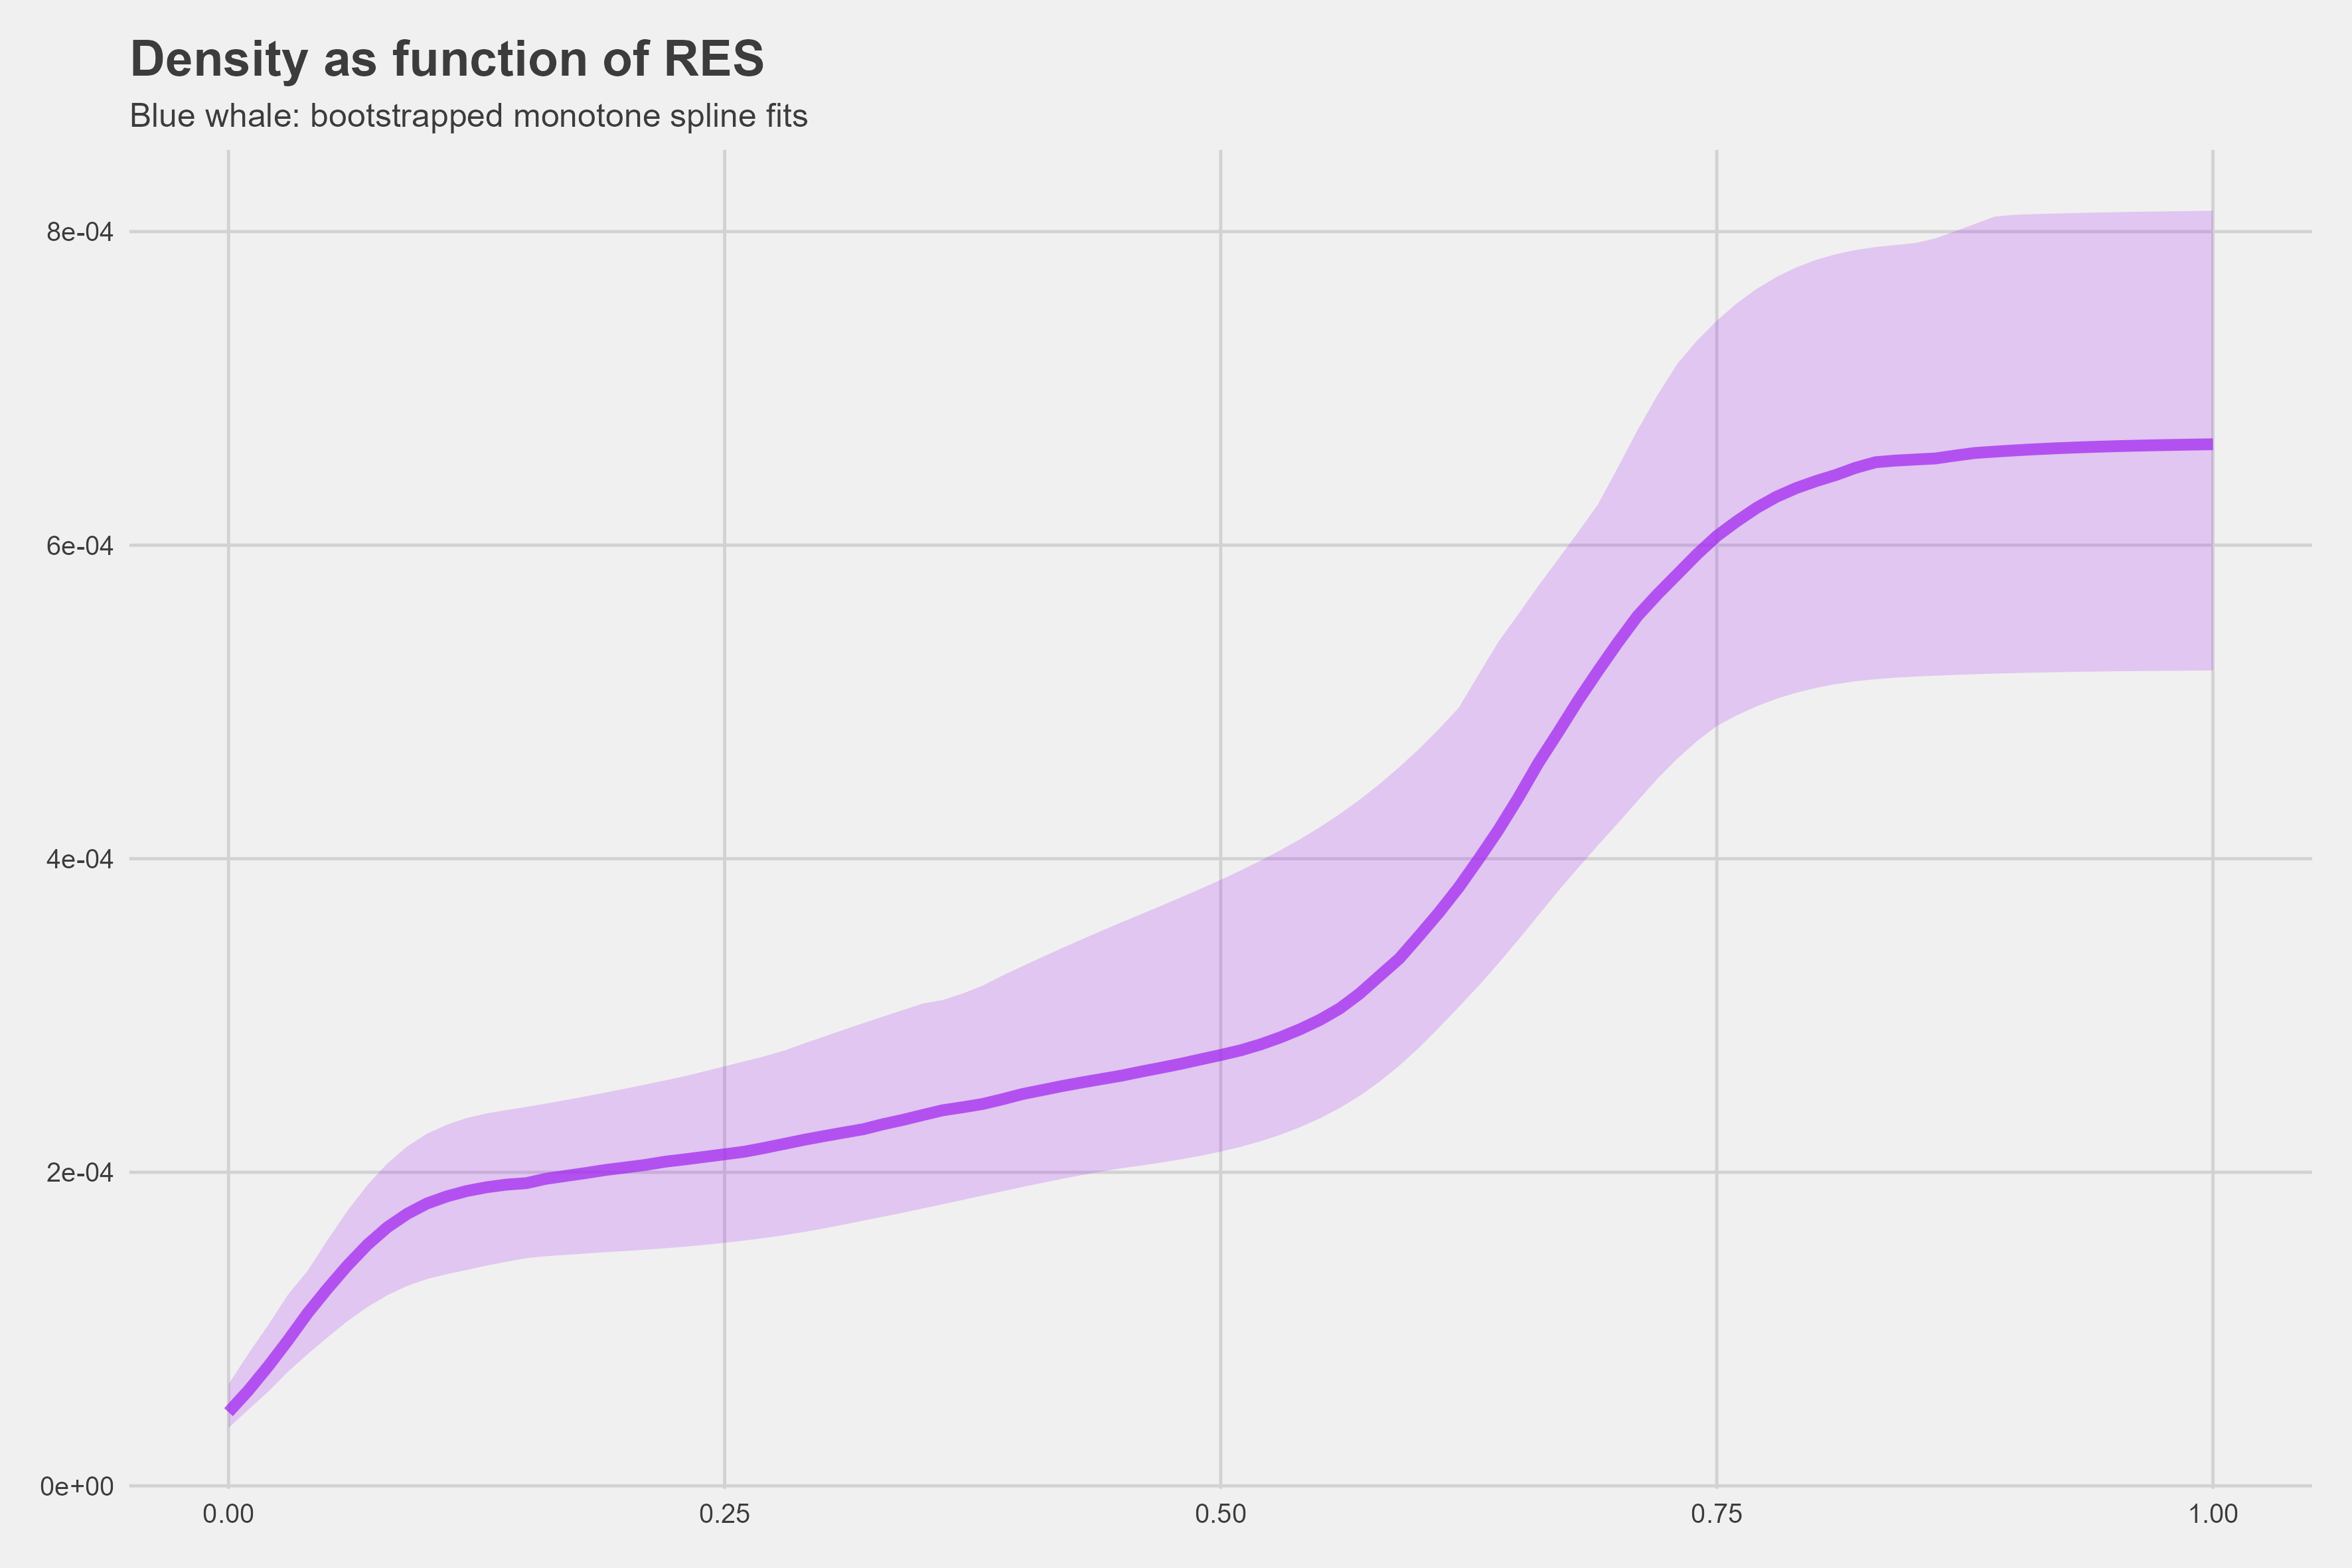 Density as function of RES
Blue whale: bootstrapped monotone spline fits
8e-04
6e-04
4e-04
2e-04
0e+00
0.00 0.25 0.50 0.75 1.00